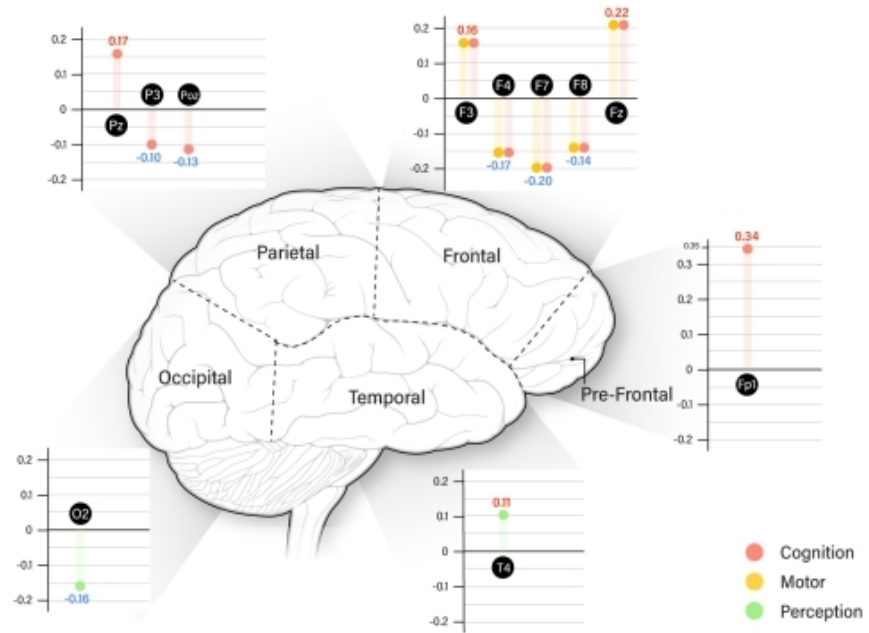 0.2
0.1
0
-0.1
-0.2
0.17
P3
Poz
Pz
-0.10
-0.13
0.2
0.1
0
-0.1
-0.2
0.16
0.22
F4
F7
F8
F3
Fz
-0.17
-0.20
-0.14
Parietal
Frontal
Occipital
Temporal
Pre-Frontal
0.35
0.3
0.2
0.1
0
-0.1
-0.2
0.34
Fp1
0.2
0.1
0
-0.1
-0.2
O2
-0.16
0.2
0.1
0
-0.1
-0.2
0.11
T4
Cognition
Motor
Perception